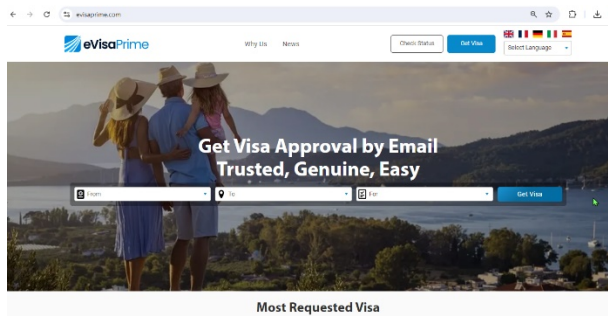 evisaprime.com
eVisaPrime
Why Us News
Check Status
Get Visa
Select Language
Get Visa Approval by Email
Trusted, Genuine, Easy
From
To
For
Get Visa
Most Requested Visa